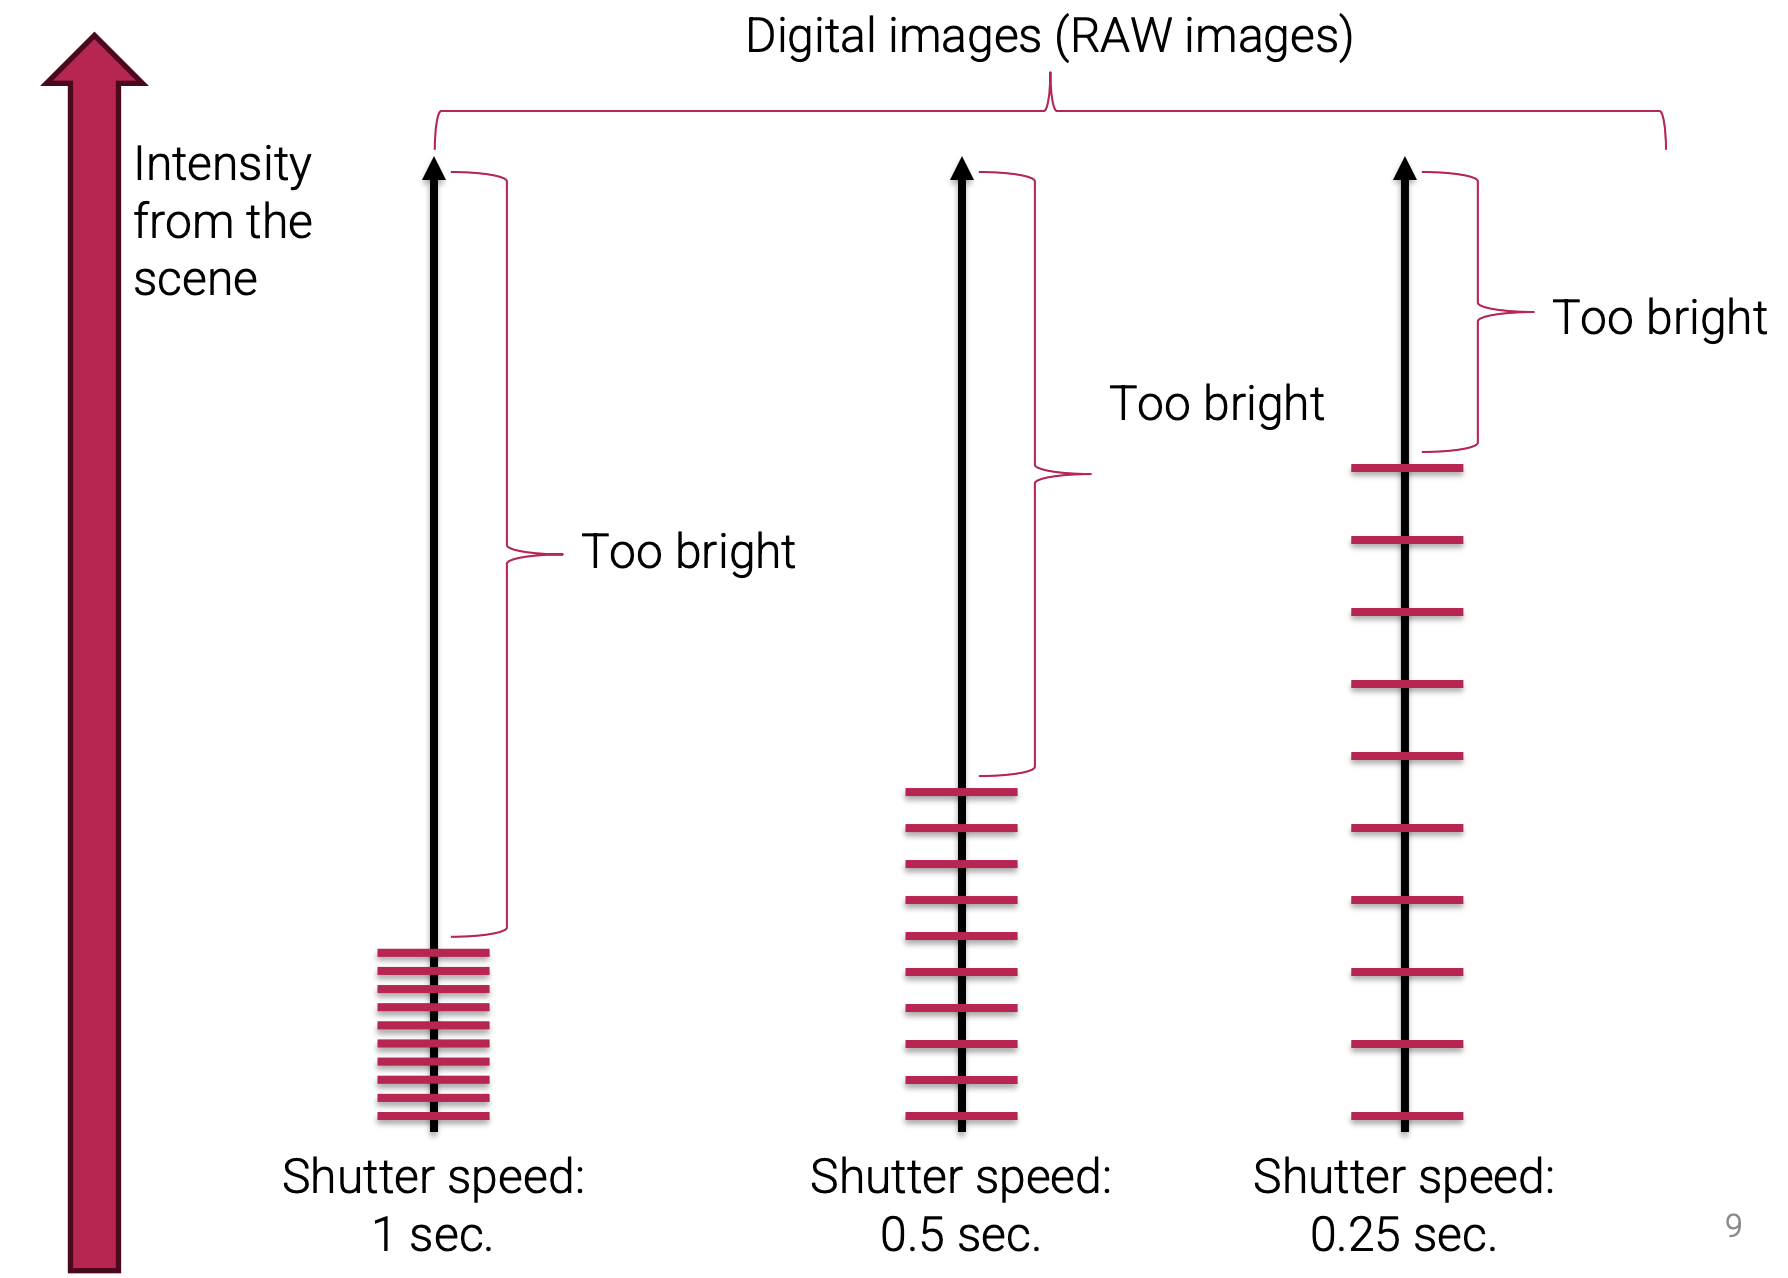 Digital images (RAW images)
Intensity
from the
scene
Too bright
Too bright
Too bright
Shutter speed:
1 sec.
Shutter speed:
0.5 sec.
Shutter speed:
0.25 sec.
9